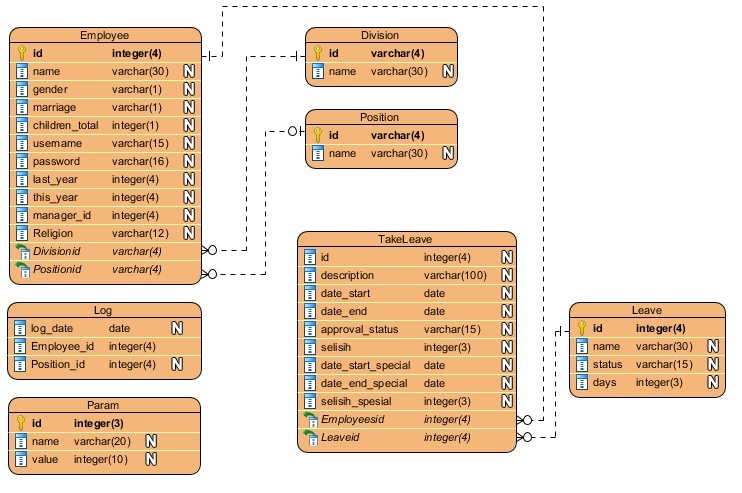 Employee
id integer(4)
name varchar(30) N
gender varchar(1) N
marriage varchar(1) N
children_total integer(1) N
username varchar(15) N
password varchar(16) N
last_year integer(4) N
this_year integer(4) N
manager_id integer(4) N
Religion varchar(12) N
Divisionid varchar(4)
Positionid varchar(4)
Division
id varchar(4)
name varchar(30) N
Position
id varchar(4)
name varchar(30) N
TakeLeave
id integer(4) N
description varchar(100) N
date_start date N
date_end date N
approval_status varchar(15) N
selisih integer(3) N
date_start_special date N
date_end_special date N
selisih_spesial integer(3) N
Employeesid integer(4)
Leaveid integer(4)
Leave
id integer(4)
name varchar(30) N
status varchar(15) N
days integer(3) N
Log
log_date date N
Employee_id integer(4)
Position_id integer(4) N
Param
id integer(3)
name varchar(20) N
value integer(10) N